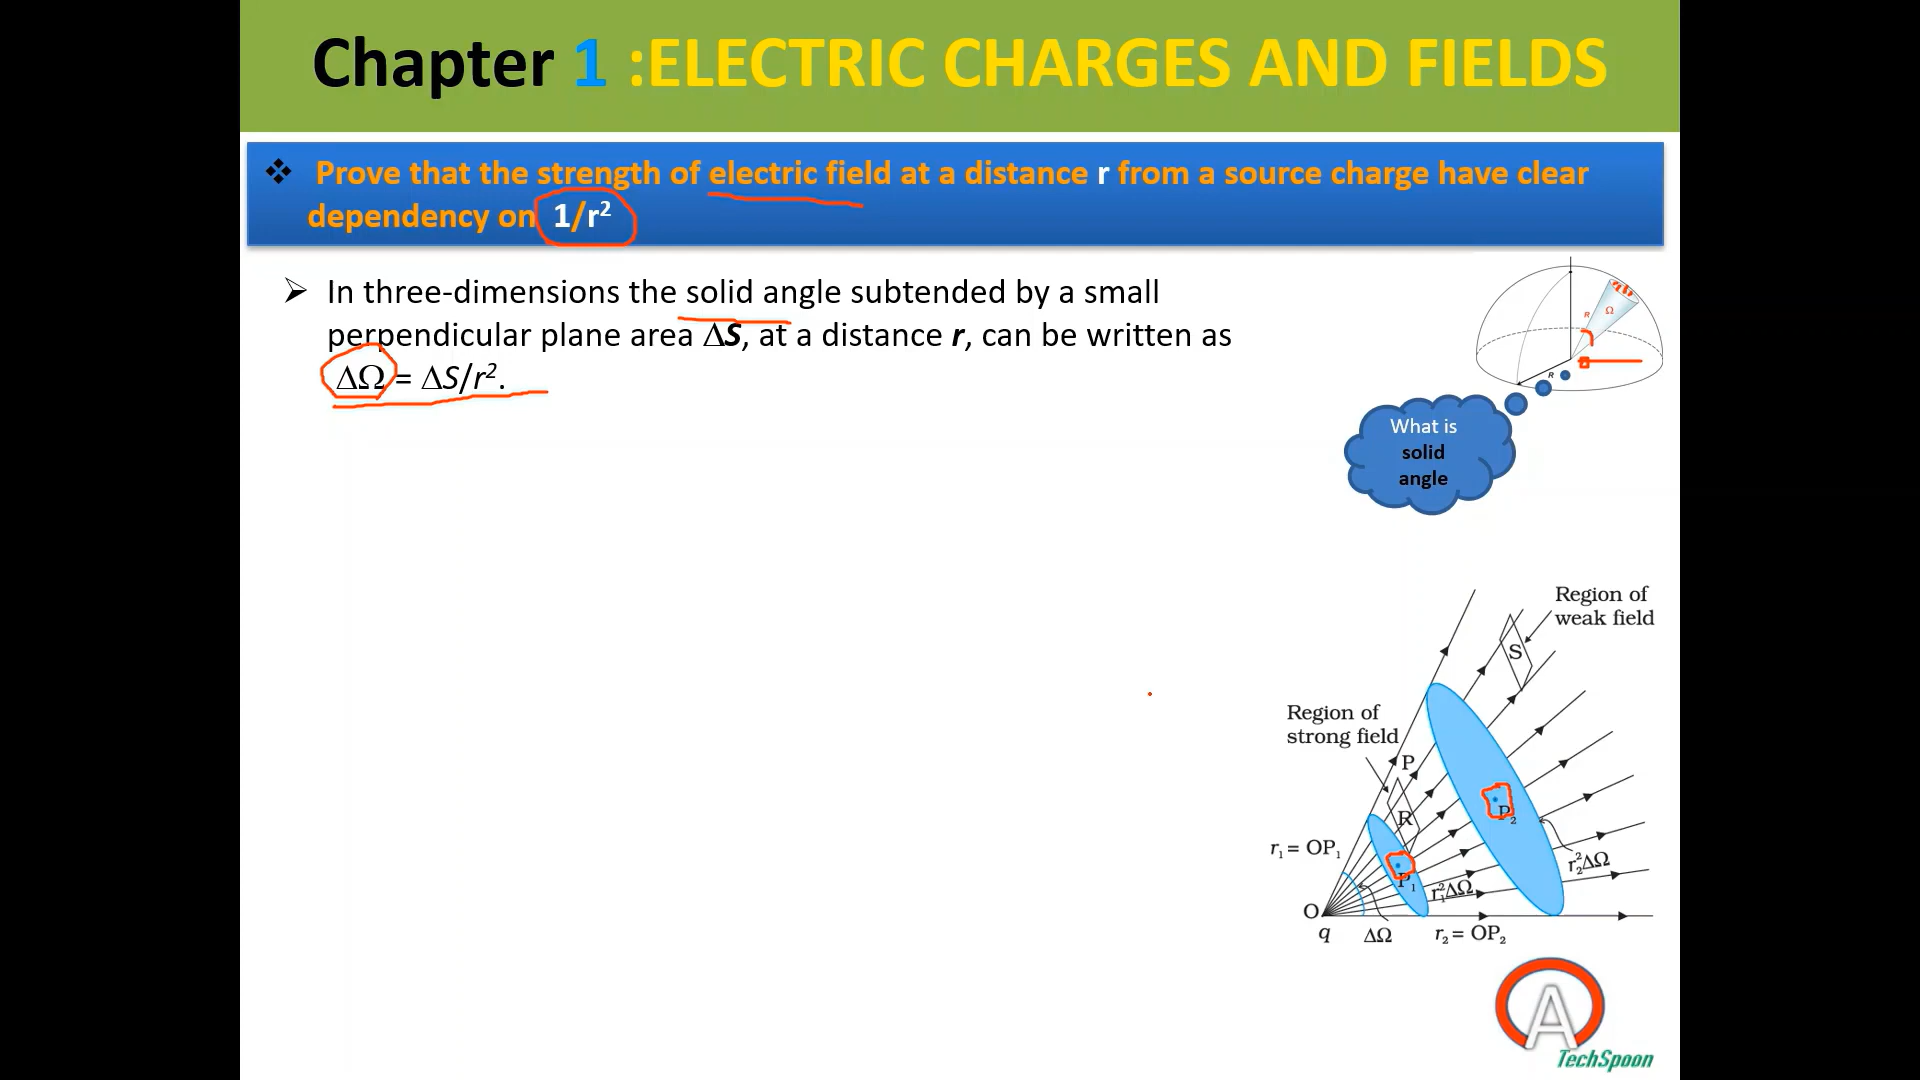 Chapter 1 :ELECTRIC CHARGES AND FIELDS
❖ Prove that the strength of electric field at a distance r from a source charge have clear
dependency on 1/r²
➢ In three-dimensions the solid angle subtended by a small
perpendicular plane area ΔS, at a distance r, can be written as
ΔΩ = ΔS/r².
R
Ω
R
What is
solid
angle
Region of
weak field
S
Region of
strong field
P
R
P₂
r₁ = OP₁
P₁
r₁²ΔΩ
r₂²ΔΩ
O
q
ΔΩ
r₂ = OP₂
A
TechSpoon